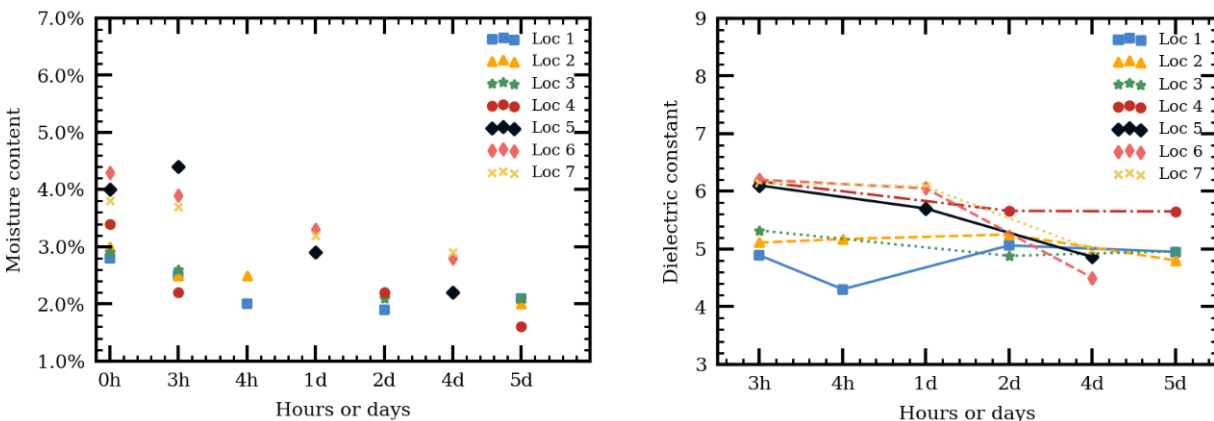 7.0%
6.0%
5.0%
4.0%
3.0%
2.0%
1.0%
Moisture content
0h 3h 4h 1d 2d 4d 5d
Hours or days
Loc 1
Loc 2
Loc 3
Loc 4
Loc 5
Loc 6
Loc 7
9
8
7
6
5
4
3
Dielectric constant
3h 4h 1d 2d 4d 5d
Hours or days
Loc 1
Loc 2
Loc 3
Loc 4
Loc 5
Loc 6
Loc 7